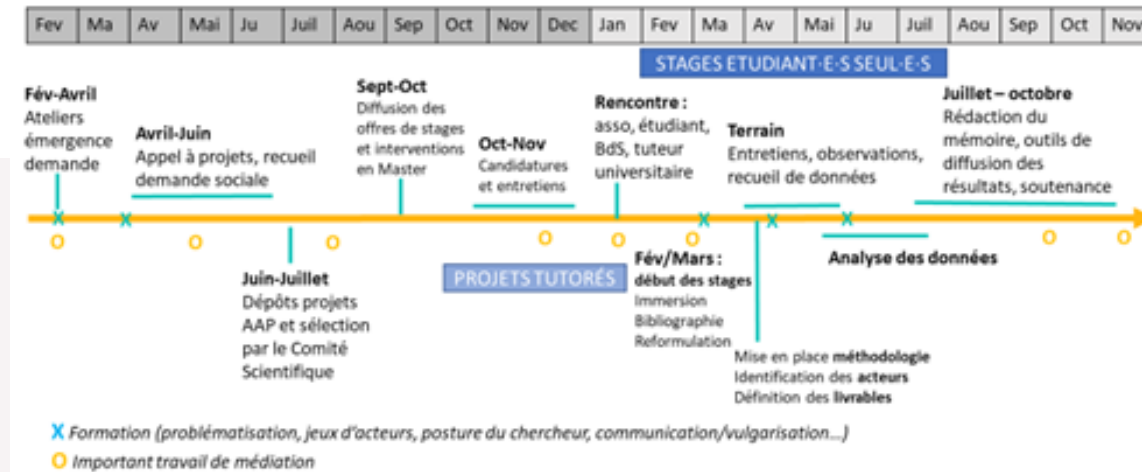 Fev Ma Av Mai Ju Juil Aou Sep Oct Nov Dec Jan Fev Ma Av Mai Ju Juil Aou Sep Oct Nov
STAGES ETUDIANT·E·S SEUL·E·S
Fév-Avril
Ateliers
émergence
demande
Avril-Juin
Appel à projets, recueil
demande sociale
Sept-Oct
Diffusion des
offres de stages
et interventions
en Master
Oct-Nov
Candidatures
et entretiens
Rencontre :
asso, étudiant,
BdS, tuteur
universitaire
Terrain
Entretiens, observations,
recueil de données
Juillet – octobre
Rédaction du
mémoire, outils de
diffusion des
résultats, soutenance
Juin-Juillet
Dépôts projets
AAP et sélection
par le Comité
Scientifique
PROJETS TUTORÉS
Fév/Mars :
début des stages
Immersion
Bibliographie
Reformulation
Mise en place méthodologie
Identification des acteurs
Définition des livrables
Analyse des données
X Formation (problématisation, jeux d'acteurs, posture du chercheur, communication/vulgarisation...)
O Important travail de médiation